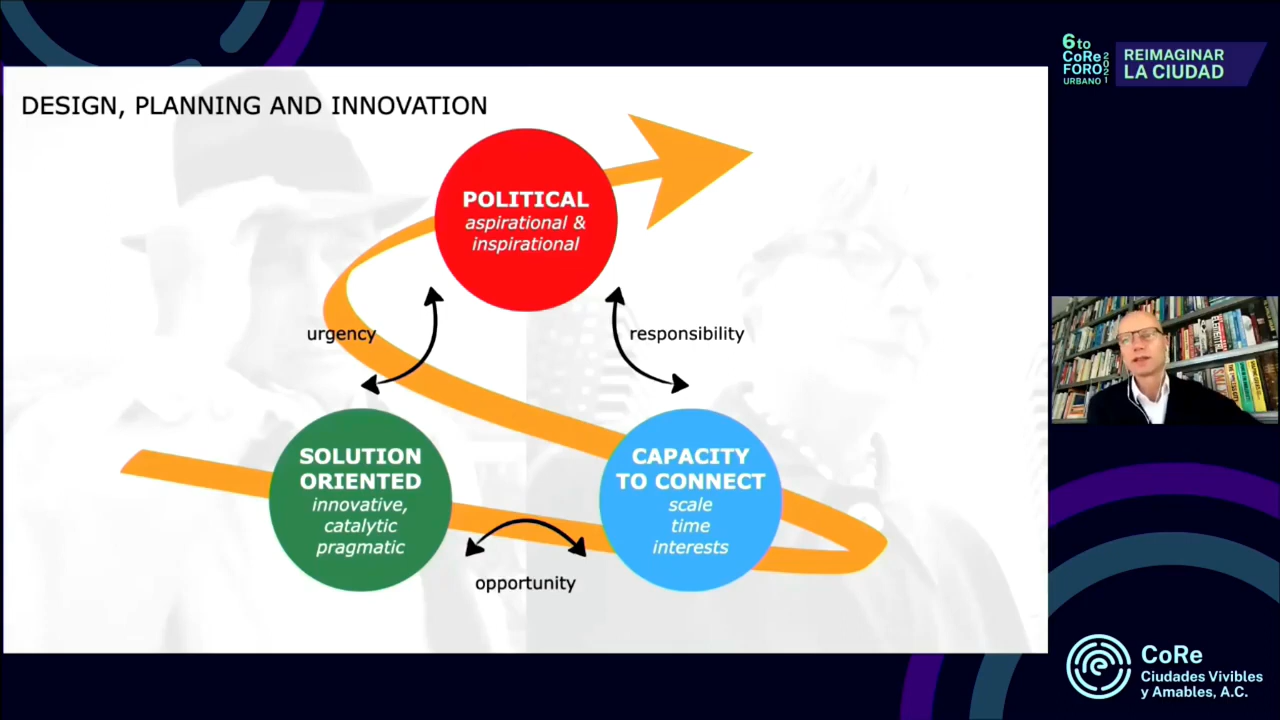 DESIGN, PLANNING AND INNOVATION
POLITICAL
aspirational &
inspirational
urgency
responsibility
SOLUTION
ORIENTED
innovative,
catalytic
pragmatic
CAPACITY
TO CONNECT
scale
time
interests
opportunity
6to
CoRe
FORO
URBANO
2021
REIMAGINAR
LA CIUDAD
CoRe
Ciudades Vivibles
y Amables, A.C.